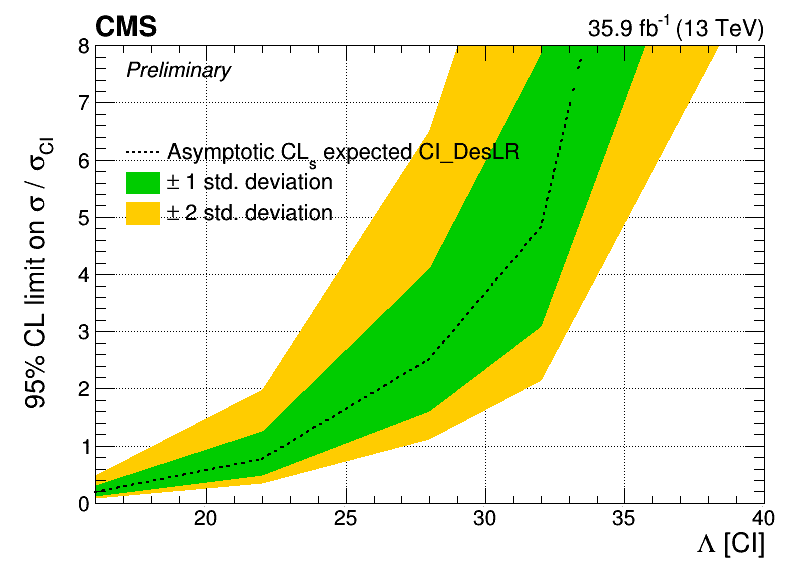 CMS 35.9 fb⁻¹ (13 TeV)
Preliminary
Asymptotic CLₛ expected CI_DesLR
± 1 std. deviation
± 2 std. deviation
95% CL limit on σ / σ_CI
8
7
6
5
4
3
2
1
0
20 25 30 35 40
Λ [CI]